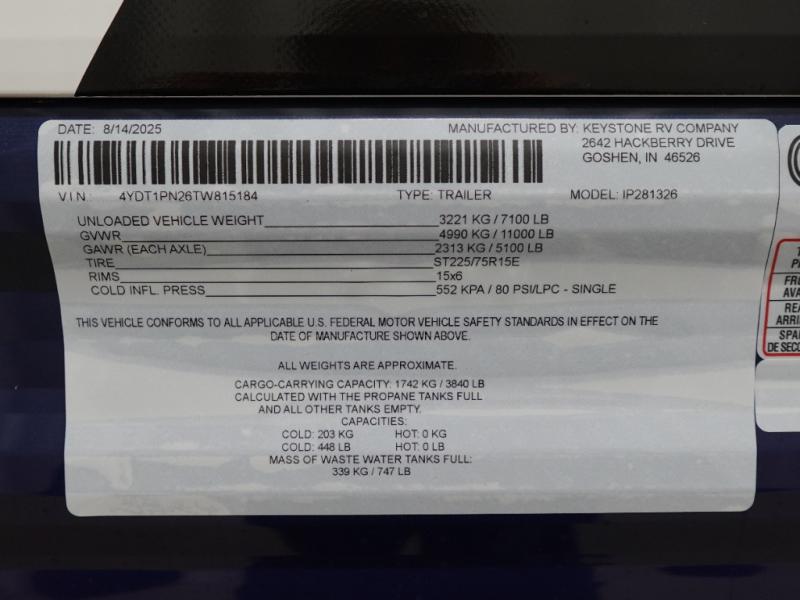 DATE: 8/14/2025 MANUFACTURED BY: KEYSTONE RV COMPANY
2642 HACKBERRY DRIVE
GOSHEN, IN 46526
VIN 4YDT1PN26TW815184 TYPE: TRAILER MODEL: IP281326
UNLOADED VEHICLE WEIGHT 3221 KG / 7100 LB
GVWR 4990 KG / 11000 LB
GAWR (EACH AXLE) 2313 KG / 5100 LB
TIRE ST225/75R15E
RIMS 15x6
COLD INFL. PRESS 552 KPA / 80 PSI/LPC - SINGLE
THIS VEHICLE CONFORMS TO ALL APPLICABLE U.S. FEDERAL MOTOR VEHICLE SAFETY STANDARDS IN EFFECT ON THE
DATE OF MANUFACTURE SHOWN ABOVE.
ALL WEIGHTS ARE APPROXIMATE.
CARGO-CARRYING CAPACITY: 1742 KG / 3840 LB
CALCULATED WITH THE PROPANE TANKS FULL
AND ALL OTHER TANKS EMPTY.
CAPACITIES:
COLD: 203 KG HOT: 0 KG
COLD: 448 LB HOT: 0 LB
MASS OF WASTE WATER TANKS FULL:
339 KG / 747 LB
FR
AVA
REA
ARRI
SPA
DE SECO